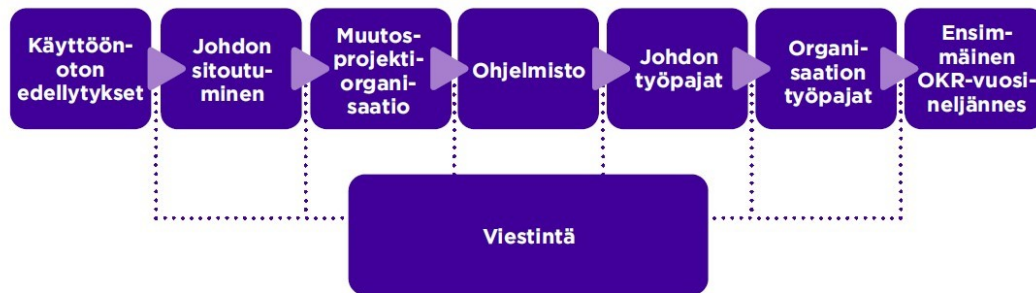 Käyttöön-
oton
edellytykset
Johdon
sitoutu-
minen
Muutos-
projekti-
organi-
saatio
Ohjelmisto
Johdon
työpajat
Organi-
saation
työpajat
Ensim-
mäinen
OKR-vuosi-
neljännes
Viestintä